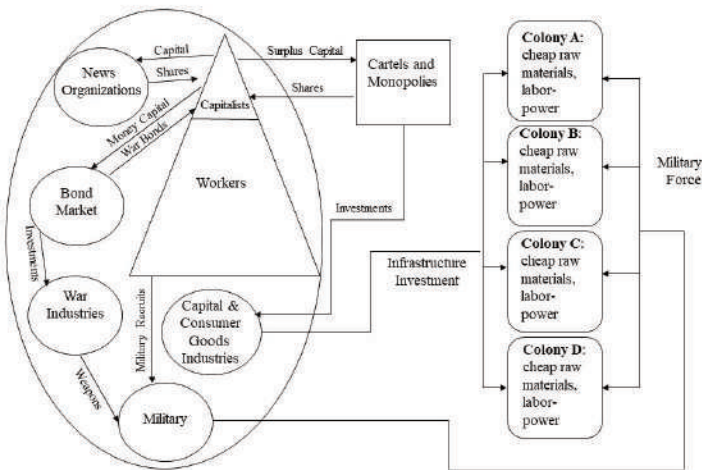 Capital
Surplus Capital
News
Organizations
Shares
Cartels and
Monopolies
Shares
Capitalists
Money Capital
War Bonds
Bond
Market
Workers
Investments
Investments
War
Industries
Military Recruits
Capital &
Consumer
Goods
Industries
Infrastructure
Investment
Weapons
Military
Colony A:
cheap raw
materials,
labor-
power
Colony B:
cheap raw
materials,
labor-
power
Military
Force
Colony C:
cheap raw
materials,
labor-
power
Colony D:
cheap raw
materials,
labor-
power